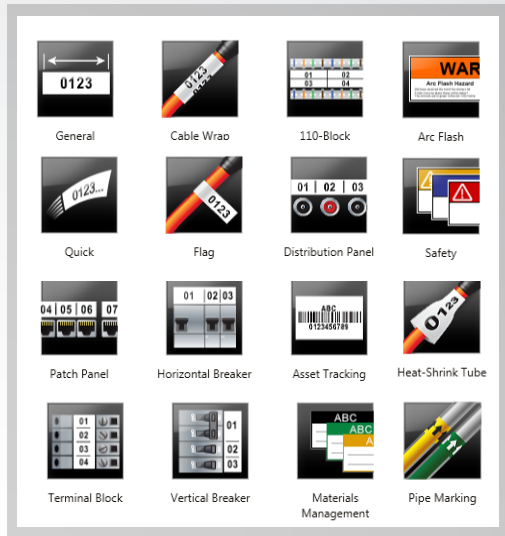 0123
General
0123
0123
Cable Wrap
01 02
03 04
110-Block
WAR
Arc Flash Hazard
Arc Flash
0123...
Quick
0123
Flag
01 02 03
Distribution Panel
Safety
04 05 06 07
Patch Panel
01 02 03
Horizontal Breaker
ABC
0123456789
Asset Tracking
0123
Heat-Shrink Tube
01
02
03
04
Terminal Block
01
02
03
Vertical Breaker
ABC
ABC
A
Materials
Management
Pipe Marking